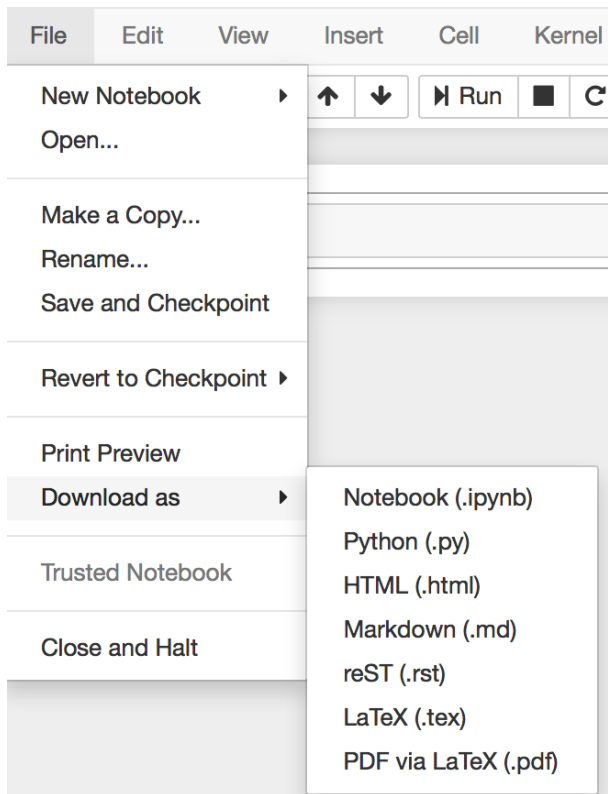 File Edit View Insert Cell Kernel
New Notebook
Run
Open...
Make a Copy...
Rename...
Save and Checkpoint
Revert to Checkpoint
Print Preview
Download as
Notebook (.ipynb)
Python (.py)
HTML (.html)
Markdown (.md)
reST (.rst)
LaTeX (.tex)
PDF via LaTeX (.pdf)
Trusted Notebook
Close and Halt